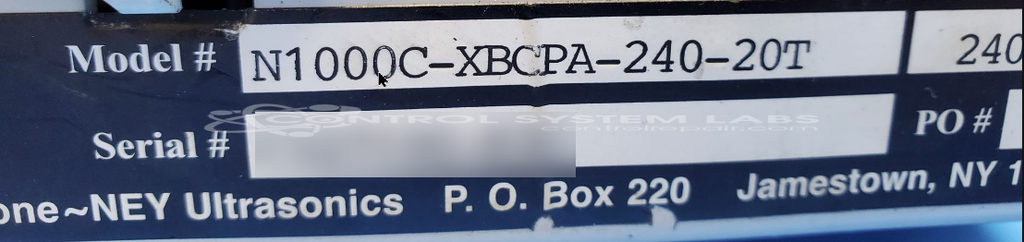 Model # N1000C-XBCPA-240-20T 240
CONTROL SYSTEM LABS
controlrepair.com
Serial # PO #
one~NEY Ultrasonics P. O. Box 220 Jamestown, NY 1